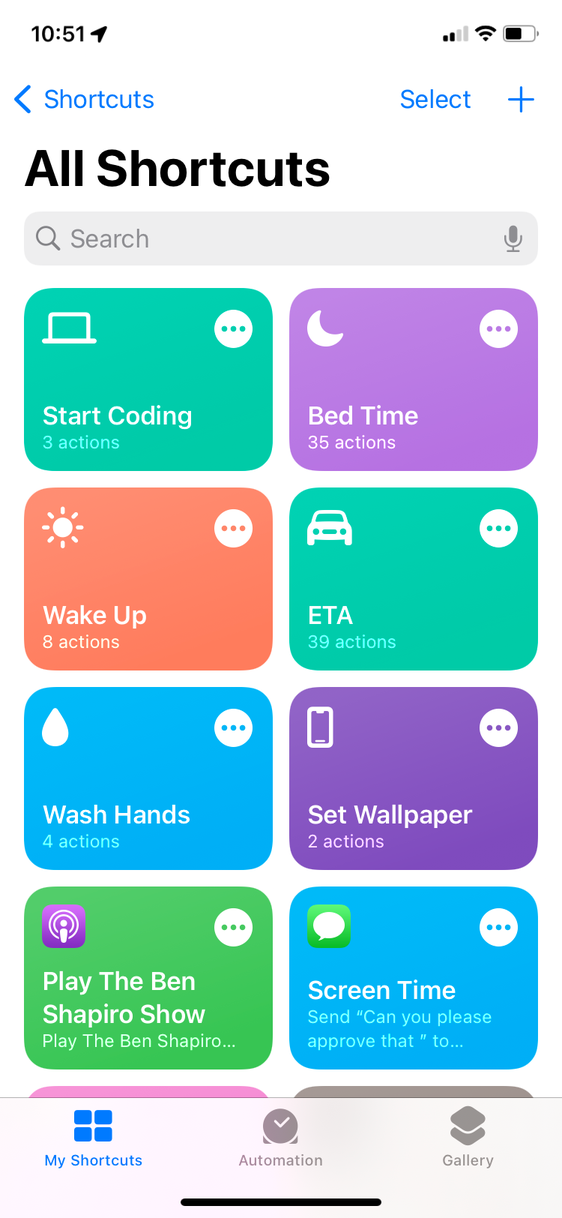 10:51
Shortcuts
Select
All Shortcuts
Search
Start Coding
3 actions
Bed Time
35 actions
Wake Up
8 actions
ETA
39 actions
Wash Hands
4 actions
Set Wallpaper
2 actions
Play The Ben
Shapiro Show
Play The Ben Shapiro...
Screen Time
Send “Can you please
approve that ” to...
My Shortcuts
Automation
Gallery